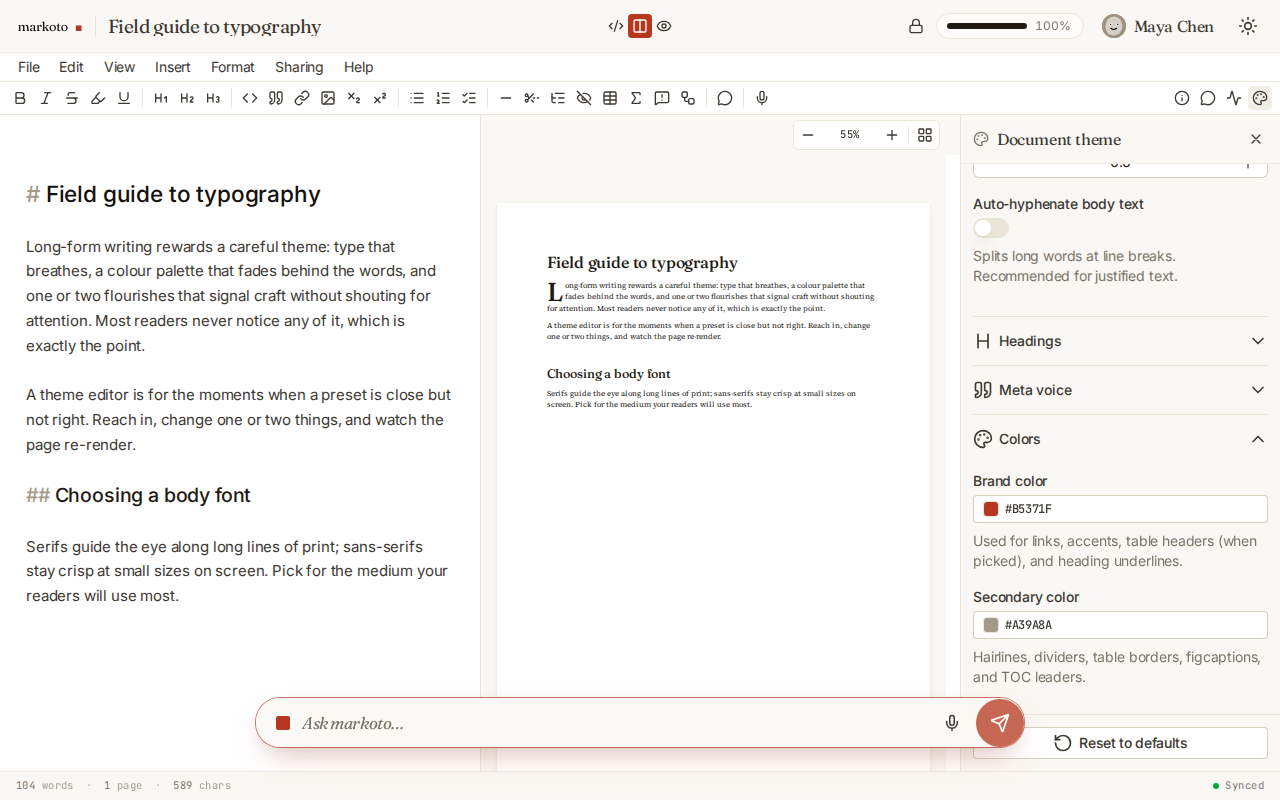 markoto
Field guide to typography
100%
Maya Chen
File Edit View Insert Format Sharing Help
H1 H2 H3
55%
# Field guide to typography
Long-form writing rewards a careful theme: type that
breathes, a colour palette that fades behind the words, and
one or two flourishes that signal craft without shouting for
attention. Most readers never notice any of it, which is
exactly the point.
A theme editor is for the moments when a preset is close but
not right. Reach in, change one or two things, and watch the
page re-render.
## Choosing a body font
Serifs guide the eye along long lines of print; sans-serifs
stay crisp at small sizes on screen. Pick for the medium your
readers will use most.
Field guide to typography
Long-form writing rewards a careful theme: type that breathes, a colour palette that
fades behind the words, and one or two flourishes that signal craft without shouting
for attention. Most readers never notice any of it, which is exactly the point.
A theme editor is for the moments when a preset is close but not right. Reach in, change
one or two things, and watch the page re-render.
Choosing a body font
Serifs guide the eye along long lines of print; sans-serifs stay crisp at small sizes on
screen. Pick for the medium your readers will use most.
Document theme
Auto-hyphenate body text
Splits long words at line breaks.
Recommended for justified text.
Headings
Meta voice
Colors
Brand color
#B5371F
Used for links, accents, table headers (when
picked), and heading underlines.
Secondary color
#A39A8A
Hairlines, dividers, table borders, figcaptions,
and TOC leaders.
Reset to defaults
Ask markoto…
104 words · 1 page · 589 chars
Synced